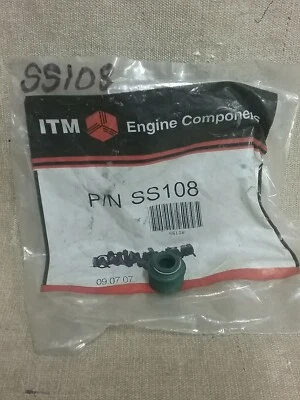 SS108
ITM Engine Components
P/N SS108
09.07.07